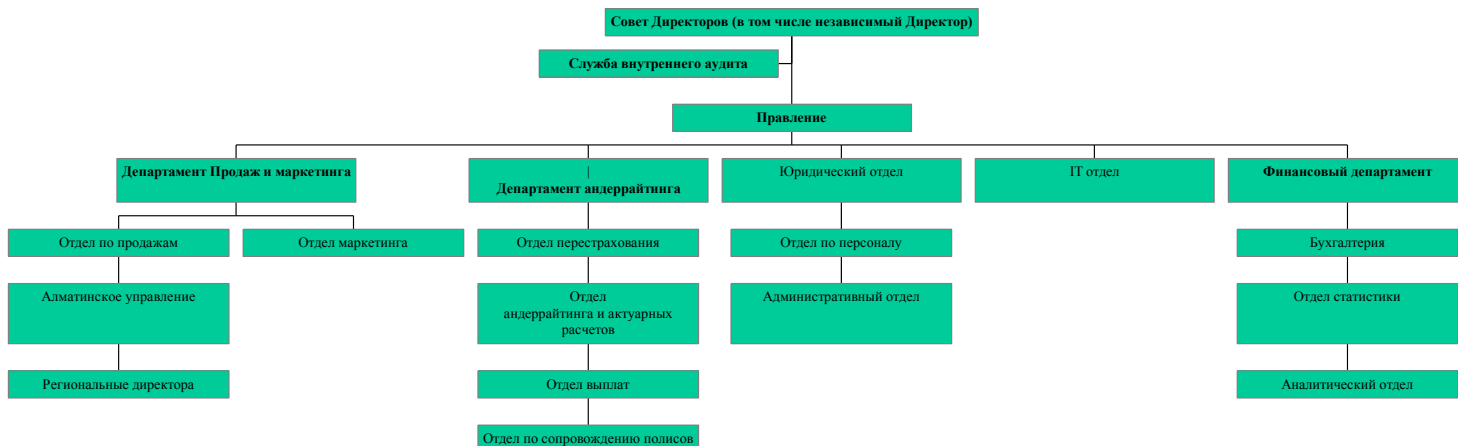 Совет Директоров (в том числе независимый Директор)
Служба внутреннего аудита
Правление
Департамент Продаж и маркетинга
Департамент андеррайтинга
Юридический отдел
IT отдел
Финансовый департамент
Отдел по продажам
Отдел маркетинга
Отдел перестрахования
Отдел по персоналу
Бухгалтерия
Алматинское управление
Отдел
андеррайтинга и актуарных
расчетов
Административный отдел
Отдел статистики
Региональные директора
Отдел выплат
Аналитический отдел
Отдел по сопровождению полисов